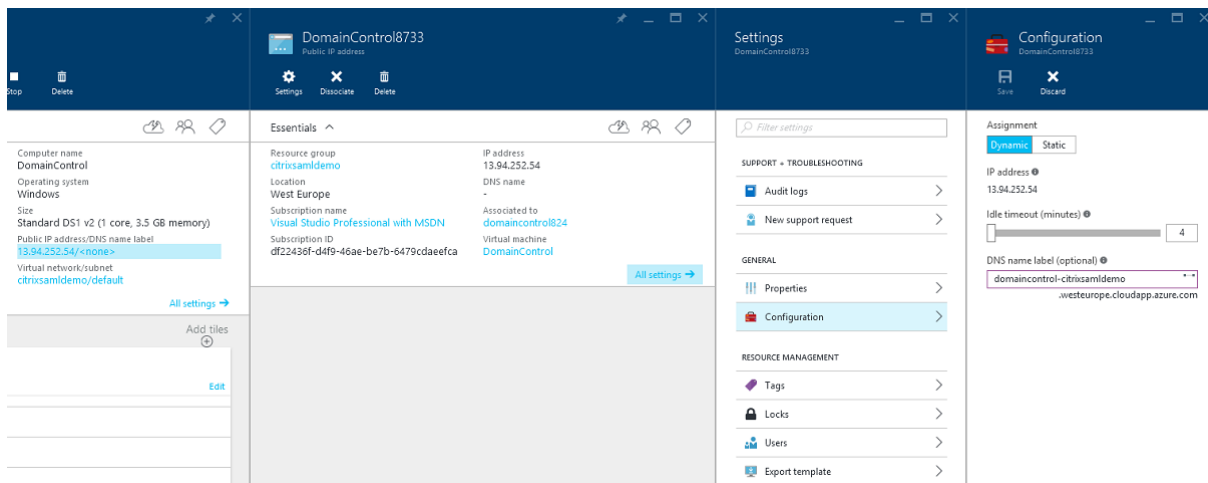 Stop
Delete
Computer name
DomainControl
Operating system
Windows
Size
Standard DS1 v2 (1 core, 3.5 GB memory)
Public IP address/DNS name label
13.94.252.54/<none>
Virtual network/subnet
citrixsamldemo/default
All settings →
Add tiles
Edit
DomainControl8733
Public IP address
Settings
Dissociate
Delete
Essentials
Resource group
citrixsamldemo
Location
West Europe
Subscription name
Visual Studio Professional with MSDN
Subscription ID
df22436f-d4f9-46ae-be7b-6479cdaeefca
IP address
13.94.252.54
DNS name
-
Associated to
domaincontrol824
Virtual machine
DomainControl
All settings →
Settings
DomainControl8733
Filter settings
SUPPORT + TROUBLESHOOTING
Audit logs
New support request
GENERAL
Properties
Configuration
RESOURCE MANAGEMENT
Tags
Locks
Users
Export template
Configuration
DomainControl8733
Save
Discard
Assignment
Dynamic
Static
IP address
13.94.252.54
Idle timeout (minutes)
4
DNS name label (optional)
domaincontrol-citrixsamldemo
.westeurope.cloudapp.azure.com